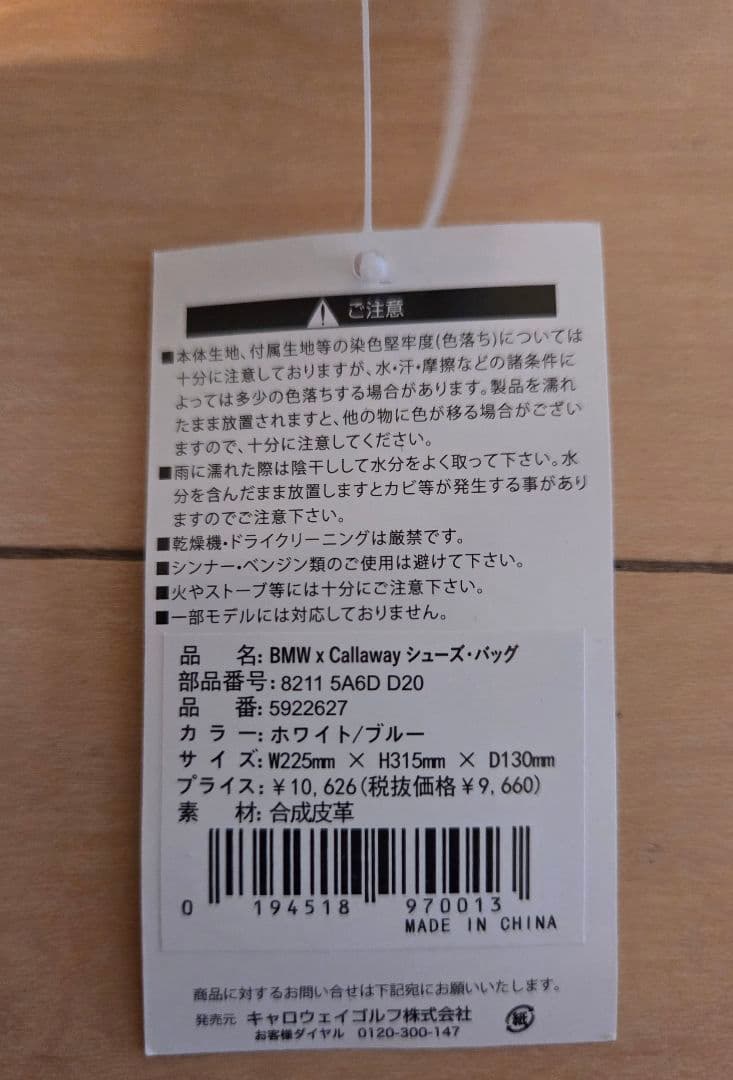 ご注意
■本体生地、付属生地等の染色堅牢度(色落ち)については
十分に注意しておりますが、水・汗・摩擦などの諸条件に
よっては多少の色落ちする場合があります。製品を濡れ
たまま放置されますと、他の物に色が移る場合がござい
ますので、十分に注意してください。
■雨に濡れた際は陰干しして水分をよく取って下さい。水
分を含んだまま放置しますとカビ等が発生する事があり
ますのでご注意下さい。
■乾燥機・ドライクリーニングは厳禁です。
■シンナー・ベンジン類のご使用は避けて下さい。
■火やストーブ等には十分にご注意下さい。
■一部モデルには対応しておりません。
品 名: BMW x Callaway シューズ・バッグ
部品番号: 8211 5A6D D20
品 番: 5922627
カ ラ ー: ホワイト/ブルー
サ イ ズ: W225mm × H315mm × D130mm
プライス: ¥10,626(税抜価格¥9,660)
素 材: 合成皮革
0 194518 970013
MADE IN CHINA
商品に対するお問い合せは下記宛にお願いいたします。
発売元 キャロウェイゴルフ株式会社
お客様ダイヤル 0120-300-147
紙